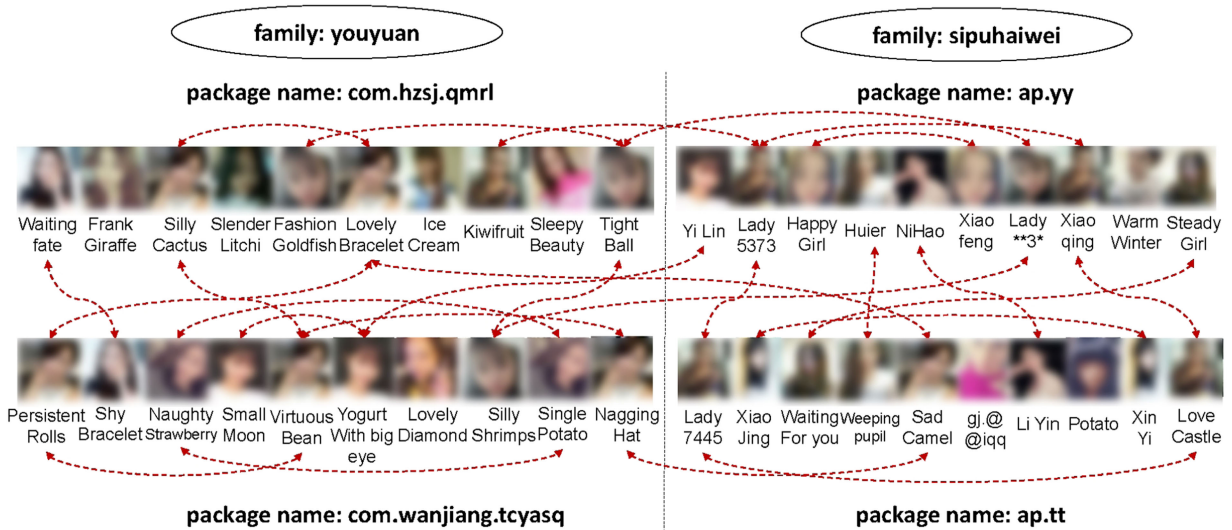 family: youyuan
family: sipuhaiwei
package name: com.hzsj.qmrl
package name: ap.yy
Waiting
fate
Frank
Giraffe
Silly
Cactus
Slender
Litchi
Fashion
Goldfish
Lovely
Bracelet
Ice
Cream
Kiwifruit
Sleepy
Beauty
Tight
Ball
Yi Lin
Lady
5373
Happy
Girl
Huier
NiHao
Xiao
feng
Lady
**3*
Xiao
qing
Warm
Winter
Steady
Girl
Persistent
Rolls
Shy
Bracelet
Naughty
Strawberry
Small
Moon
Virtuous
Bean
Yogurt
With big
eye
Lovely
Diamond
Silly
Shrimps
Single
Potato
Nagging
Hat
Lady
7445
Xiao
Jing
Waiting
For you
Weeping
pupil
Sad
Camel
gj.@
@iqq
Li Yin
Potato
Xin
Yi
Love
Castle
package name: com.wanjiang.tcyasq
package name: ap.tt